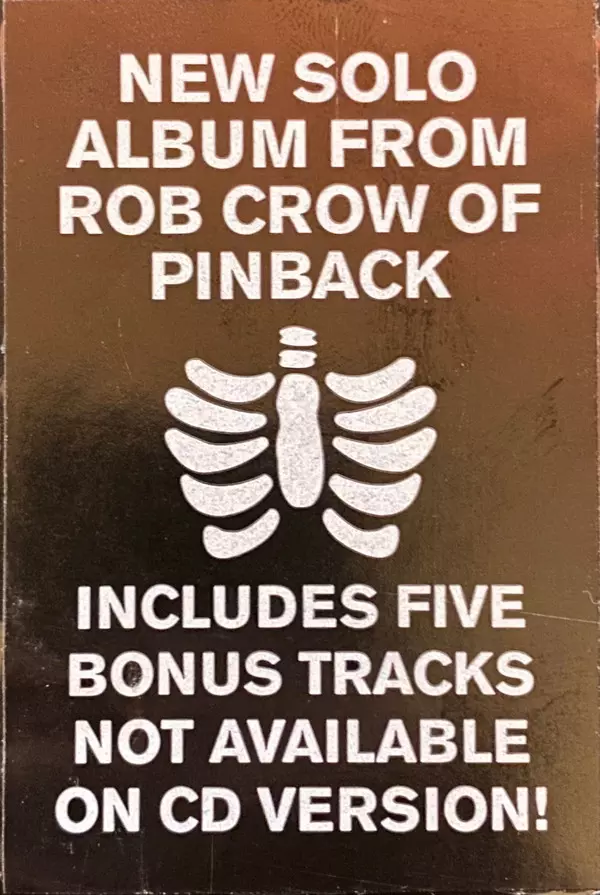 NEW SOLO
ALBUM FROM
ROB CROW OF
PINBACK
INCLUDES FIVE
BONUS TRACKS
NOT AVAILABLE
ON CD VERSION!